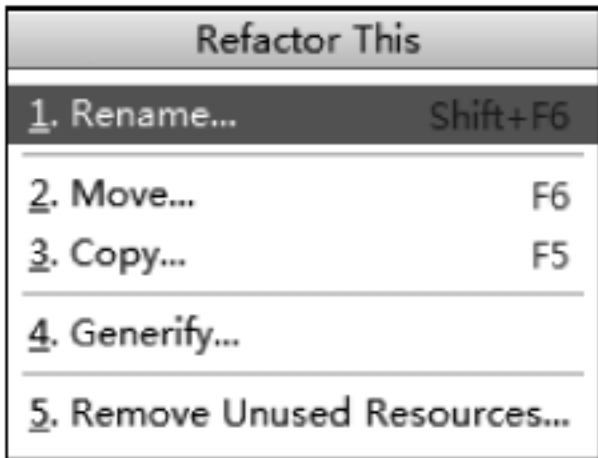 Refactor This
1. Rename... Shift+F6
2. Move... F6
3. Copy... F5
4. Generify...
5. Remove Unused Resources...